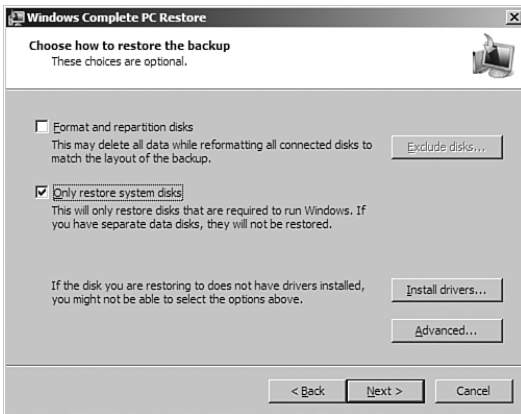 Windows Complete PC Restore
Choose how to restore the backup
These choices are optional.
Format and repartition disks
This may delete all data while reformatting all connected disks to
match the layout of the backup.
Exclude disks...
Only restore system disks
This will only restore disks that are required to run Windows. If
you have separate data disks, they will not be restored.
If the disk you are restoring to does not have drivers installed,
you might not be able to select the options above.
Install drivers...
Advanced...
< Back
Next >
Cancel